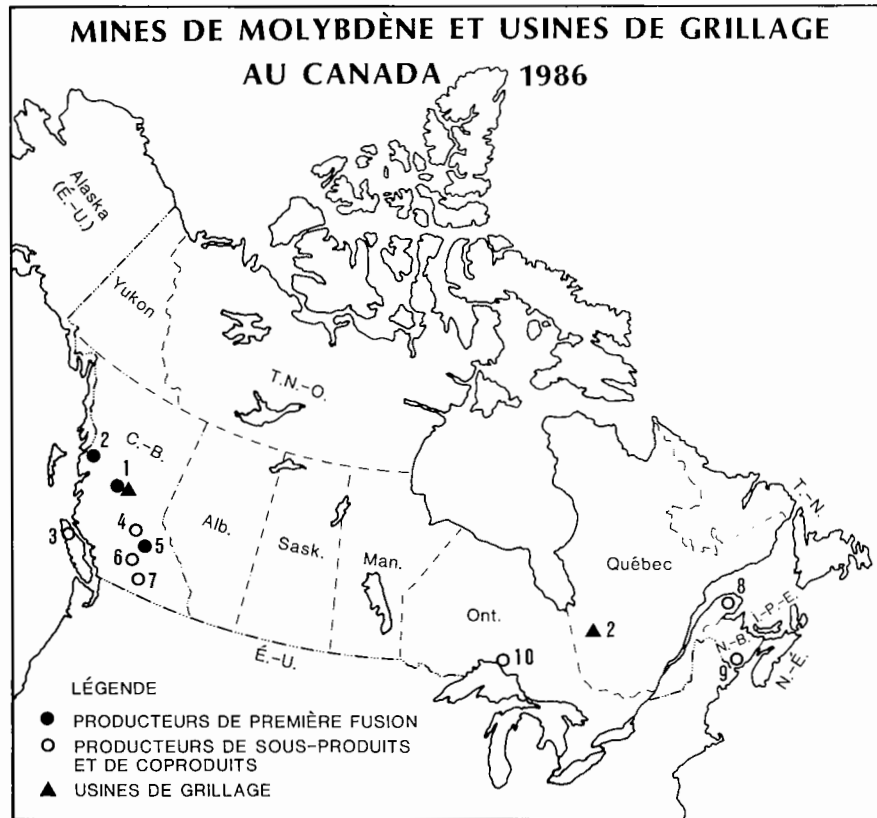 MINES DE MOLYBDÈNE ET USINES DE GRILLAGE
AU CANADA 1986
Alaska
(É.-U.)
Yukon
T.N.-O.
C.-B.
2
1
3
4
5
6
7
Alb.
Sask.
Man.
Ont.
Québec
T.-N.
2
8
Î.-P.-É.
N.-B.
9
N.-É.
10
É.-U.
LÉGENDE
PRODUCTEURS DE PREMIÈRE FUSION
PRODUCTEURS DE SOUS-PRODUITS
ET DE COPRODUITS
USINES DE GRILLAGE